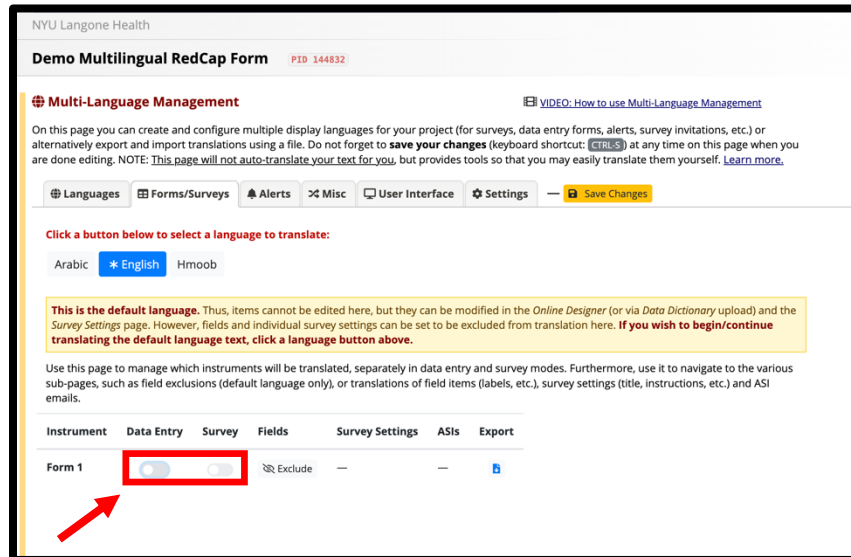 NYU Langone Health
Demo Multilingual RedCap Form PID 144832
Multi-Language Management VIDEO: How to use Multi-Language Management
On this page you can create and configure multiple display languages for your project (for surveys, data entry forms, alerts, survey invitations, etc.) or
alternatively export and import translations using a file. Do not forget to save your changes (keyboard shortcut: CTRL-S) at any time on this page when you
are done editing. NOTE: This page will not auto-translate your text for you, but provides tools so that you may easily translate them yourself. Learn more.
Languages Forms/Surveys Alerts Misc User Interface Settings — Save Changes
Click a button below to select a language to translate:
Arabic * English Hmoob
This is the default language. Thus, items cannot be edited here, but they can be modified in the Online Designer (or via Data Dictionary upload) and the
Survey Settings page. However, fields and individual survey settings can be set to be excluded from translation here. If you wish to begin/continue
translating the default language text, click a language button above.
Use this page to manage which instruments will be translated, separately in data entry and survey modes. Furthermore, use it to navigate to the various
sub-pages, such as field exclusions (default language only), or translations of field items (labels, etc.), survey settings (title, instructions, etc.) and ASI
emails.
Instrument Data Entry Survey Fields Survey Settings ASIs Export
Form 1 Exclude — —